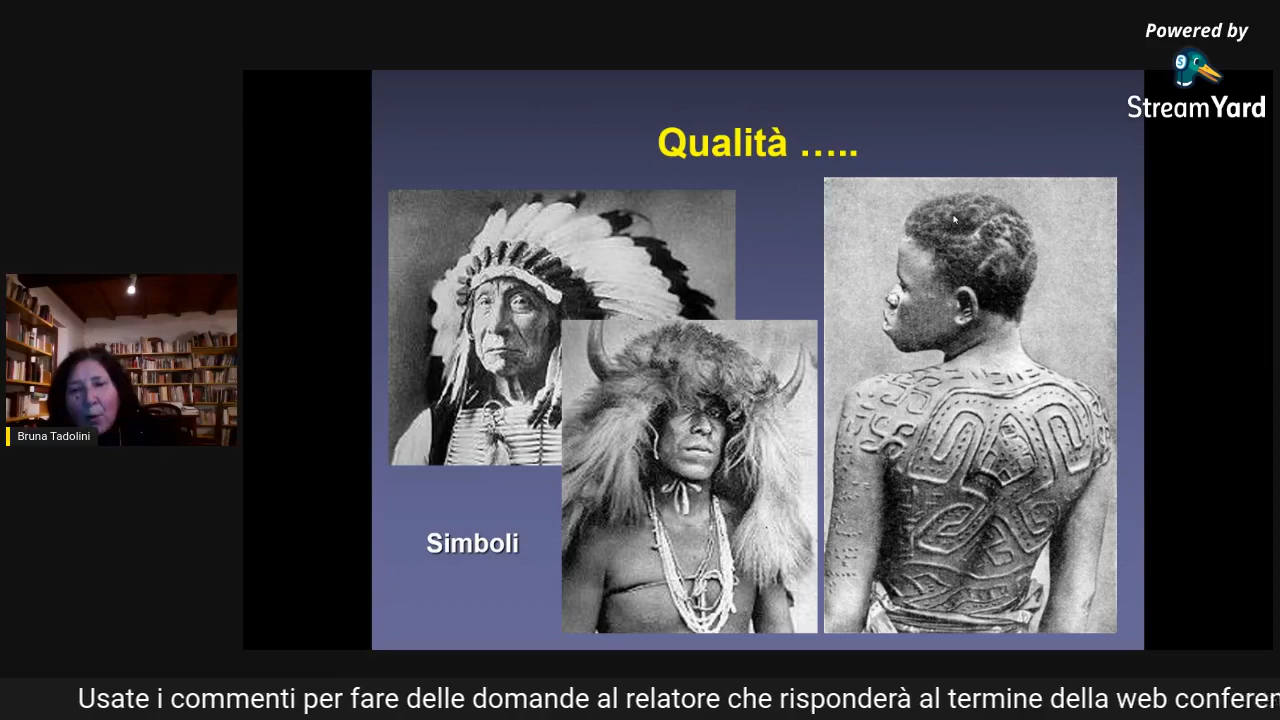 Powered by
StreamYard
Qualità …..
Bruna Tadolini
Simboli
Usate i commenti per fare delle domande al relatore che risponderà al termine della web conferen